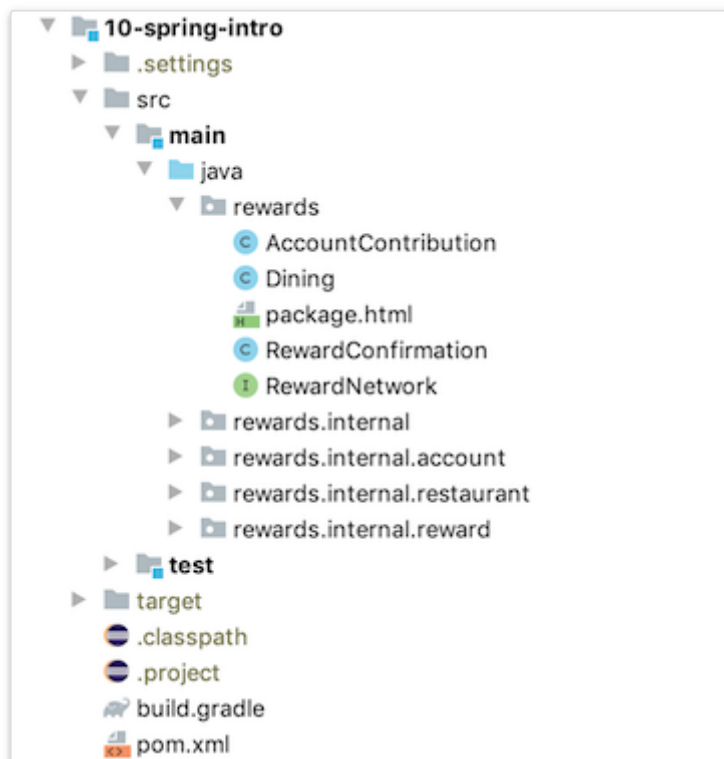 10-spring-intro
.settings
src
main
java
rewards
C AccountContribution
C Dining
H package.html
C RewardConfirmation
I RewardNetwork
rewards.internal
rewards.internal.account
rewards.internal.restaurant
rewards.internal.reward
test
target
.classpath
.project
build.gradle
<> pom.xml